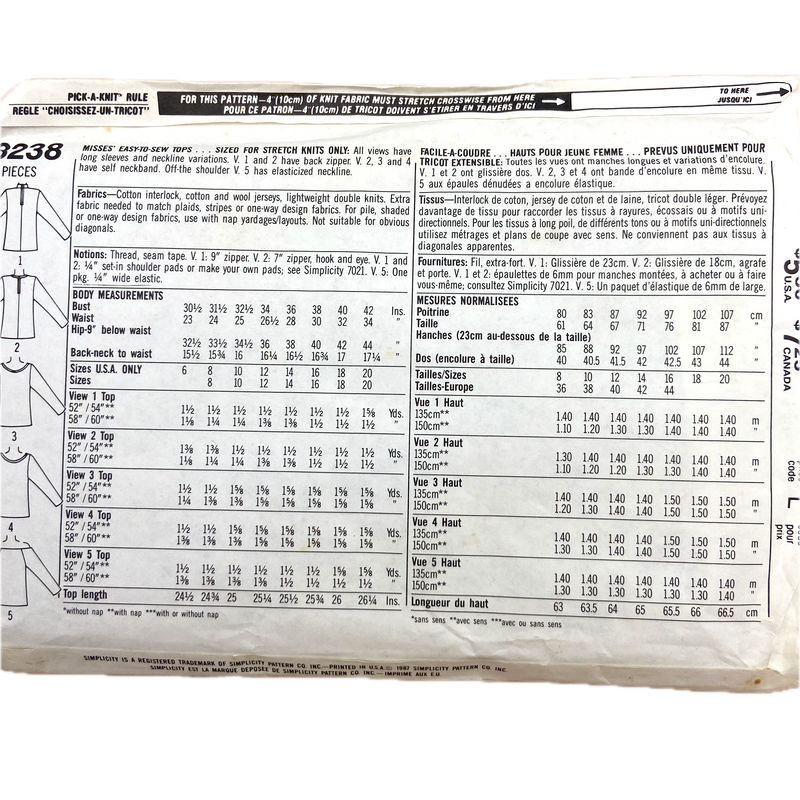 PICK-A-KNIT* RULE
REGLE "CHOISISSEZ-UN-TRICOT"
FOR THIS PATTERN—4"(10cm) OF KNIT FABRIC MUST STRETCH CROSSWISE FROM HERE
POUR CE PATRON—4"(10cm) DE TRICOT DOIVENT S'ETIRER EN TRAVERS D'ICI
TO HERE
JUSQU'ICI
8238
PIECES
MISSES' EASY-TO-SEW TOPS . . . SIZED FOR STRETCH KNITS ONLY: All views have
long sleeves and neckline variations. V. 1 and 2 have back zipper. V. 2, 3 and 4
have self neckband. Off-the shoulder V. 5 has elasticized neckline.
Fabrics—Cotton interlock, cotton and wool jerseys, lightweight double knits. Extra
fabric needed to match plaids, stripes or one-way design fabrics. For pile, shaded
or one-way design fabrics, use with nap yardages/layouts. Not suitable for obvious
diagonals.
Notions: Thread, seam tape. V. 1: 9" zipper. V. 2: 7" zipper, hook and eye. V. 1 and
2: ¼" set-in shoulder pads or make your own pads; see Simplicity 7021. V. 5: One
pkg. ¼" wide elastic.
BODY MEASUREMENTS
Bust 30½ 31½ 32½ 34 36 38 40 42 Ins.
Waist 23 24 25 26½ 28 30 32 34 "
Hip-9" below waist
32½ 33½ 34½ 36 38 40 42 44 "
Back-neck to waist 15½ 15¾ 16 16¼ 16½ 16¾ 17 17¼ "
Sizes U.S.A. ONLY 6 8 10 12 14 16 18 20
Sizes 8 10 12 14 16 18 20
View 1 Top
52" /54"** 1½ 1½ 1½ 1½ 1½ 1½ 1½ 1⅝ Yds.
58" /60"** 1⅛ 1¼ 1¼ 1⅜ 1⅜ 1½ 1½ 1½ "
View 2 Top
52" /54"** 1⅜ 1⅜ 1½ 1½ 1½ 1½ 1½ 1½ Yds.
58" /60"** 1⅛ 1¼ 1¼ 1⅜ 1⅜ 1½ 1½ 1½ "
View 3 Top
52" /54"** 1½ 1½ 1⅝ 1⅝ 1⅝ 1⅝ 1⅝ 1⅝ Yds.
58" /60"** 1¼ 1⅜ 1⅜ 1½ 1½ 1½ 1⅝ 1⅝ "
View 4 Top
52" /54"** 1½ 1½ 1½ 1⅝ 1⅝ 1⅝ 1⅝ 1⅝ Yds.
58" /60"** 1⅜ 1⅜ 1⅜ 1⅝ 1⅝ 1⅝ 1⅝ 1⅝ "
View 5 Top
52" /54"** 1½ 1½ 1½ 1½ 1½ 1½ 1½ 1½ Yds.
58" /60"** 1⅜ 1⅜ 1⅜ 1⅜ 1½ 1½ 1½ 1½ "
Top length 24½ 24¾ 25 25¼ 25½ 25¾ 26 26¼ Ins.
*without nap **with nap ***with or without nap
1
2
3
4
5
FACILE-A-COUDRE . . . HAUTS POUR JEUNE FEMME . . . PREVUS UNIQUEMENT POUR
TRICOT EXTENSIBLE: Toutes les vues ont manches longues et variations d'encolure.
V. 1 et 2 ont glissière dos. V. 2, 3 et 4 ont bande d'encolure en même tissu. V.
5 aux épaules dénudées a encolure élastique.
Tissus—Interlock de coton, jersey de coton et de laine, tricot double léger. Prévoyez
davantage de tissu pour raccorder les tissus à rayures, écossais ou à motifs uni-
directionnels. Pour les tissus à long poil, de différents tons ou à motifs uni-directionnels
utilisez métrages et plans de coupe avec sens. Ne conviennent pas aux tissus à
diagonales apparentes.
Fournitures: Fil, extra-fort. V. 1: Glissière de 23cm. V. 2: Glissière de 18cm, agrafe
et porte. V. 1 et 2: épaulettes de 6mm pour manches montées, à acheter ou à faire
vous-même; consultez Simplicity 7021. V. 5: Un paquet d'élastique de 6mm de large.
MESURES NORMALISEES
Poitrine 80 83 87 92 97 102 107 cm
Taille 61 64 67 71 76 81 87 "
Hanches (23cm au-dessous de la taille)
85 88 92 97 102 107 112 "
Dos (encolure à taille) 40 40.5 41.5 42 42.5 43 44 "
Tailles/Sizes 8 10 12 14 16 18 20
Tailles-Europe 36 38 40 42 44
Vue 1 Haut
135cm** 1.40 1.40 1.40 1.40 1.40 1.40 1.40 m
150cm** 1.10 1.20 1.30 1.30 1.40 1.40 1.40 "
Vue 2 Haut
135cm** 1.30 1.40 1.40 1.40 1.40 1.40 1.40 m
150cm** 1.10 1.20 1.20 1.30 1.30 1.40 1.40 "
Vue 3 Haut
135cm** 1.40 1.40 1.40 1.40 1.50 1.50 1.50 m
150cm** 1.20 1.30 1.40 1.40 1.40 1.50 1.50 "
Vue 4 Haut
135cm** 1.40 1.40 1.40 1.40 1.50 1.50 1.50 m
150cm** 1.30 1.30 1.40 1.40 1.50 1.50 1.50 "
Vue 5 Haut
135cm** 1.40 1.40 1.40 1.40 1.40 1.40 1.40 m
150cm** 1.30 1.30 1.30 1.40 1.40 1.40 1.40 "
Longueur du haut 63 63.5 64 65 65.5 66 66.5 cm
*sans sens **avec sens ***avec ou sans sens
U.S.A.
CANADA
code
L
pour
prix
SIMPLICITY IS A REGISTERED TRADEMARK OF SIMPLICITY PATTERN CO. INC.—PRINTED IN U.S.A.© 1987 SIMPLICITY PATTERN CO. INC.
SIMPLICITY EST LA MARQUE DEPOSEE DE SIMPLICITY PATTERN CO. INC.—IMPRIME AUX E.U.